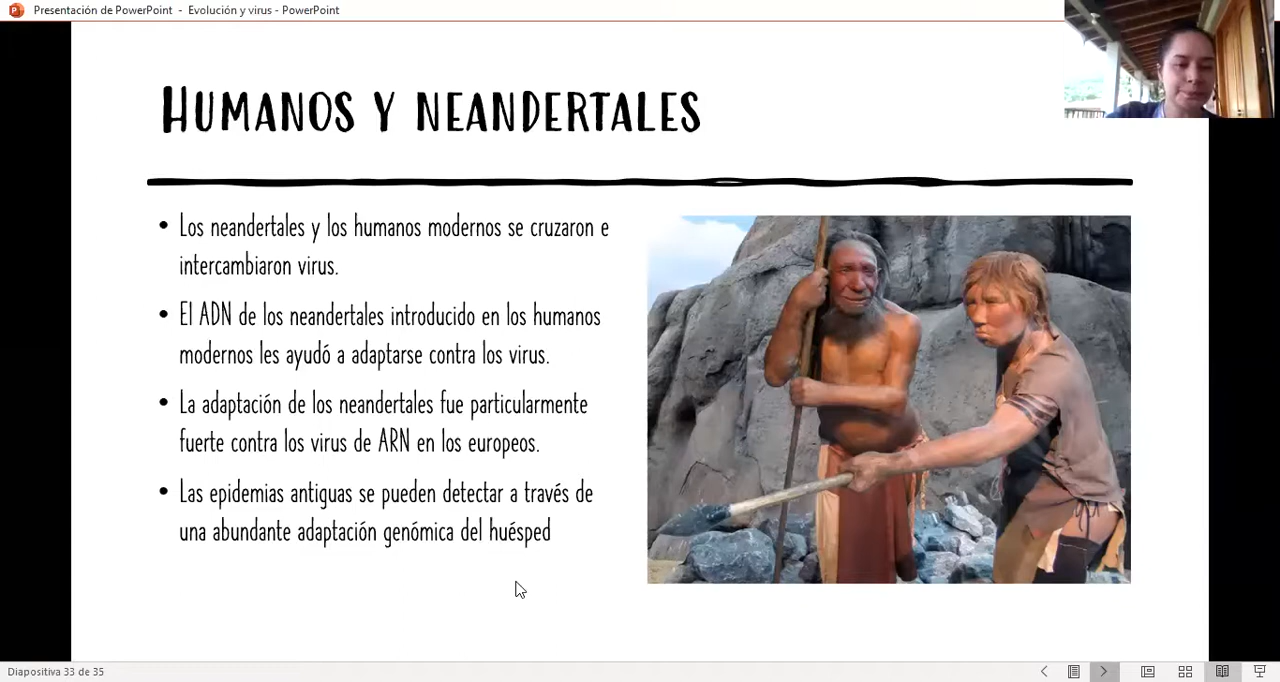 Presentación de PowerPoint - Evolución y virus - PowerPoint
HUMANOS Y NEANDERTALES
• Los neandertales y los humanos modernos se cruzaron e
intercambiaron virus.
• El ADN de los neandertales introducido en los humanos
modernos les ayudó a adaptarse contra los virus.
• La adaptación de los neandertales fue particularmente
fuerte contra los virus de ARN en los europeos.
• Las epidemias antiguas se pueden detectar a través de
una abundante adaptación genómica del huésped
Diapositiva 33 de 35